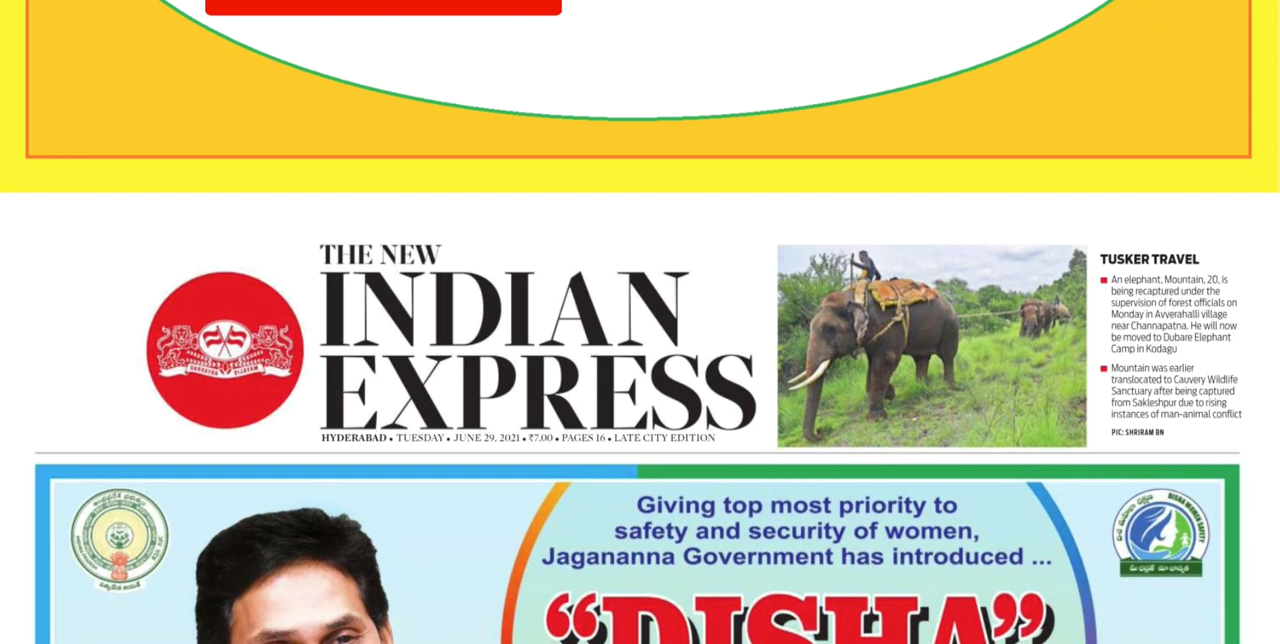 THE NEW
INDIAN
EXPRESS
HYDERABAD • TUESDAY • JUNE 29, 2021 • ₹7.00 • PAGES 16 • LATE CITY EDITION
TUSKER TRAVEL
An elephant, Mountain, 20, is
being recaptured under the
supervision of forest officials on
Monday in Avverahalli village
near Channapatna. He will now
be moved to Dubare Elephant
Camp in Kodagu
Mountain was earlier
translocated to Cauvery Wildlife
Sanctuary after being captured
from Sakleshpur due to rising
instances of man-animal conflict
PIC: SHRIRAM BN
Giving top most priority to
safety and security of women,
Jagananna Government has introduced ...
“DISHA”
DISHA WOMEN SAFETY